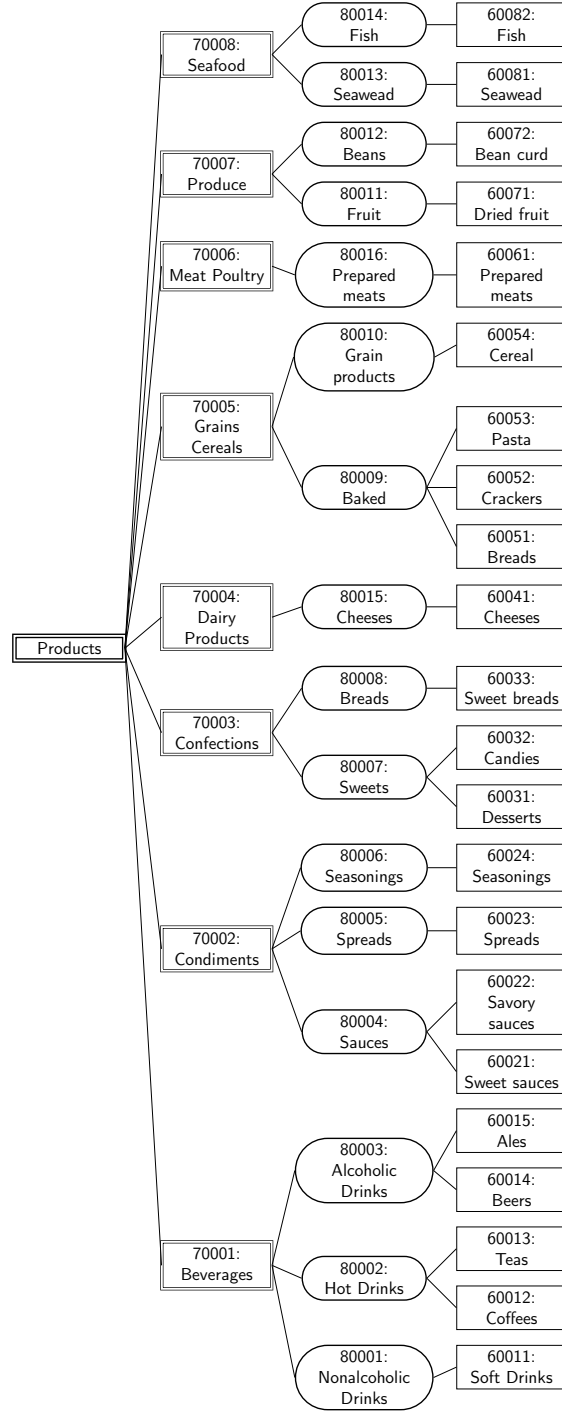 80014:
Fish
60082:
Fish
70008:
Seafood
80013:
Seawead
60081:
Seawead
80012:
Beans
60072:
Bean curd
70007:
Produce
80011:
Fruit
60071:
Dried fruit
70006:
Meat Poultry
80016:
Prepared
meats
60061:
Prepared
meats
80010:
Grain
products
60054:
Cereal
70005:
Grains
Cereals
60053:
Pasta
80009:
Baked
60052:
Crackers
60051:
Breads
70004:
Dairy
Products
80015:
Cheeses
60041:
Cheeses
Products
80008:
Breads
60033:
Sweet breads
70003:
Confections
60032:
Candies
80007:
Sweets
60031:
Desserts
80006:
Seasonings
60024:
Seasonings
80005:
Spreads
60023:
Spreads
70002:
Condiments
60022:
Savory
sauces
80004:
Sauces
60021:
Sweet sauces
60015:
Ales
80003:
Alcoholic
Drinks
60014:
Beers
60013:
Teas
70001:
Beverages
80002:
Hot Drinks
60012:
Coffees
80001:
Nonalcoholic
Drinks
60011:
Soft Drinks